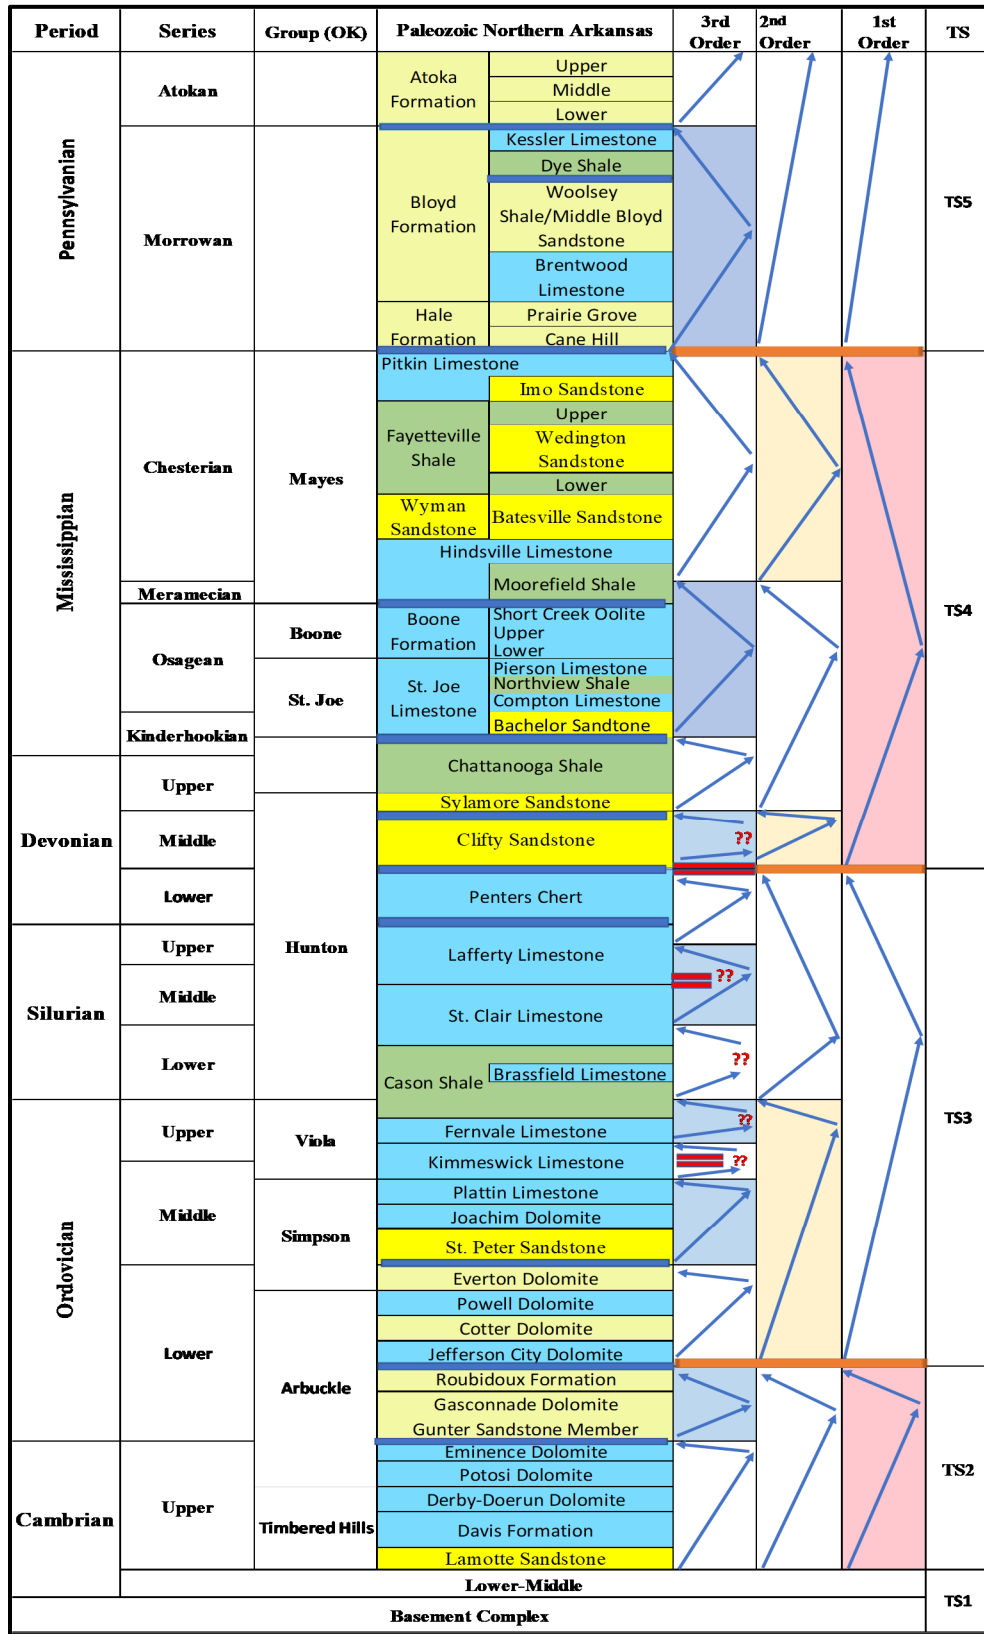 Period
Series
Group (OK)
Paleozoic Northern Arkansas
3rd
Order
2nd
Order
1st
Order
TS
Pennsylvanian
Atokan
Atoka
Formation
Upper
Middle
Lower
Morrowan
Bloyd
Formation
Kessler Limestone
Dye Shale
Woolsey
Shale/Middle Bloyd
Sandstone
Brentwood
Limestone
Hale
Formation
Prairie Grove
Cane Hill
TS5
Mississippian
Chesterian
Mayes
Pitkin Limestone
Imo Sandstone
Fayetteville
Shale
Upper
Wedington
Sandstone
Lower
Wyman
Sandstone
Batesville Sandstone
Hindsville Limestone
Meramecian
Moorefield Shale
TS4
Osagean
Boone
Boone
Formation
Short Creek Oolite
Upper
Lower
St. Joe
St. Joe
Limestone
Pierson Limestone
Northview Shale
Compton Limestone
Kinderhookian
Bachelor Sandtone
Devonian
Upper
Chattanooga Shale
Sylamore Sandstone
Middle
Clifty Sandstone
??
Lower
Penters Chert
Hunton
Silurian
Upper
Lafferty Limestone
??
Middle
St. Clair Limestone
Lower
Cason Shale
Brassfield Limestone
??
TS3
Ordovician
Upper
Viola
Fernvale Limestone
??
Kimmeswick Limestone
??
Middle
Simpson
Plattin Limestone
Joachim Dolomite
St. Peter Sandstone
Lower
Everton Dolomite
Arbuckle
Powell Dolomite
Cotter Dolomite
Jefferson City Dolomite
Roubidoux Formation
Gasconnade Dolomite
Gunter Sandstone Member
TS2
Cambrian
Upper
Eminence Dolomite
Potosi Dolomite
Timbered Hills
Derby-Doerun Dolomite
Davis Formation
Lamotte Sandstone
Lower-Middle
TS1
Basement Complex